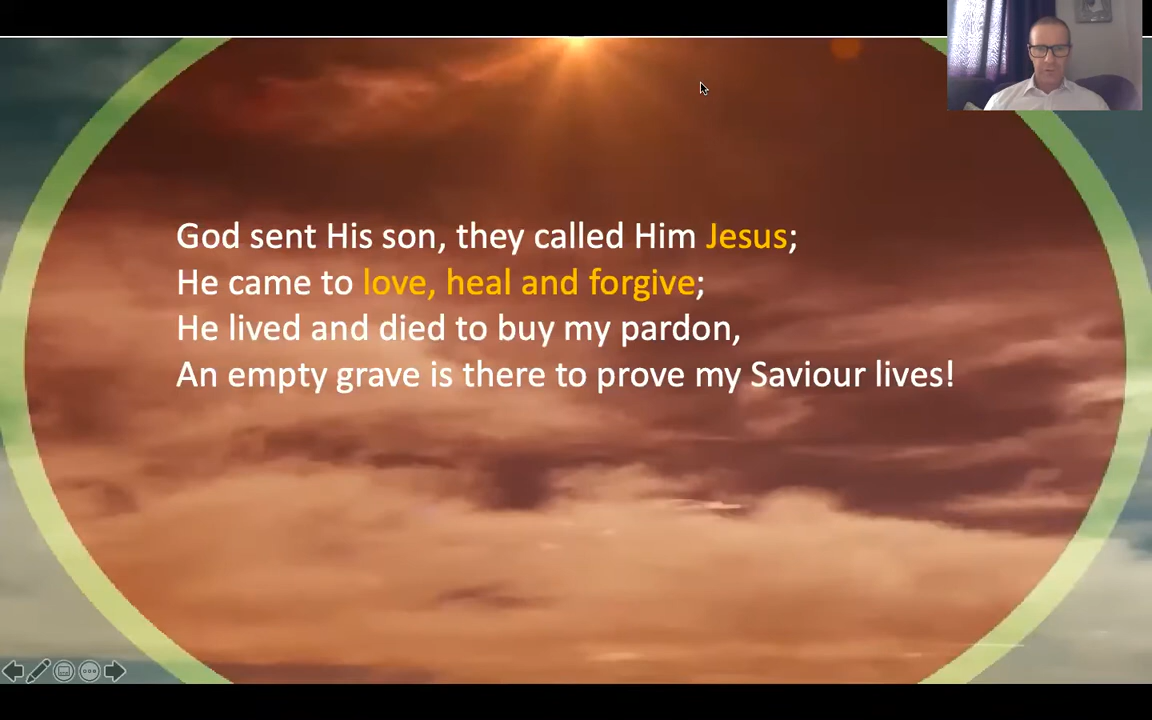 God sent His son, they called Him Jesus;
He came to love, heal and forgive;
He lived and died to buy my pardon,
An empty grave is there to prove my Saviour lives!